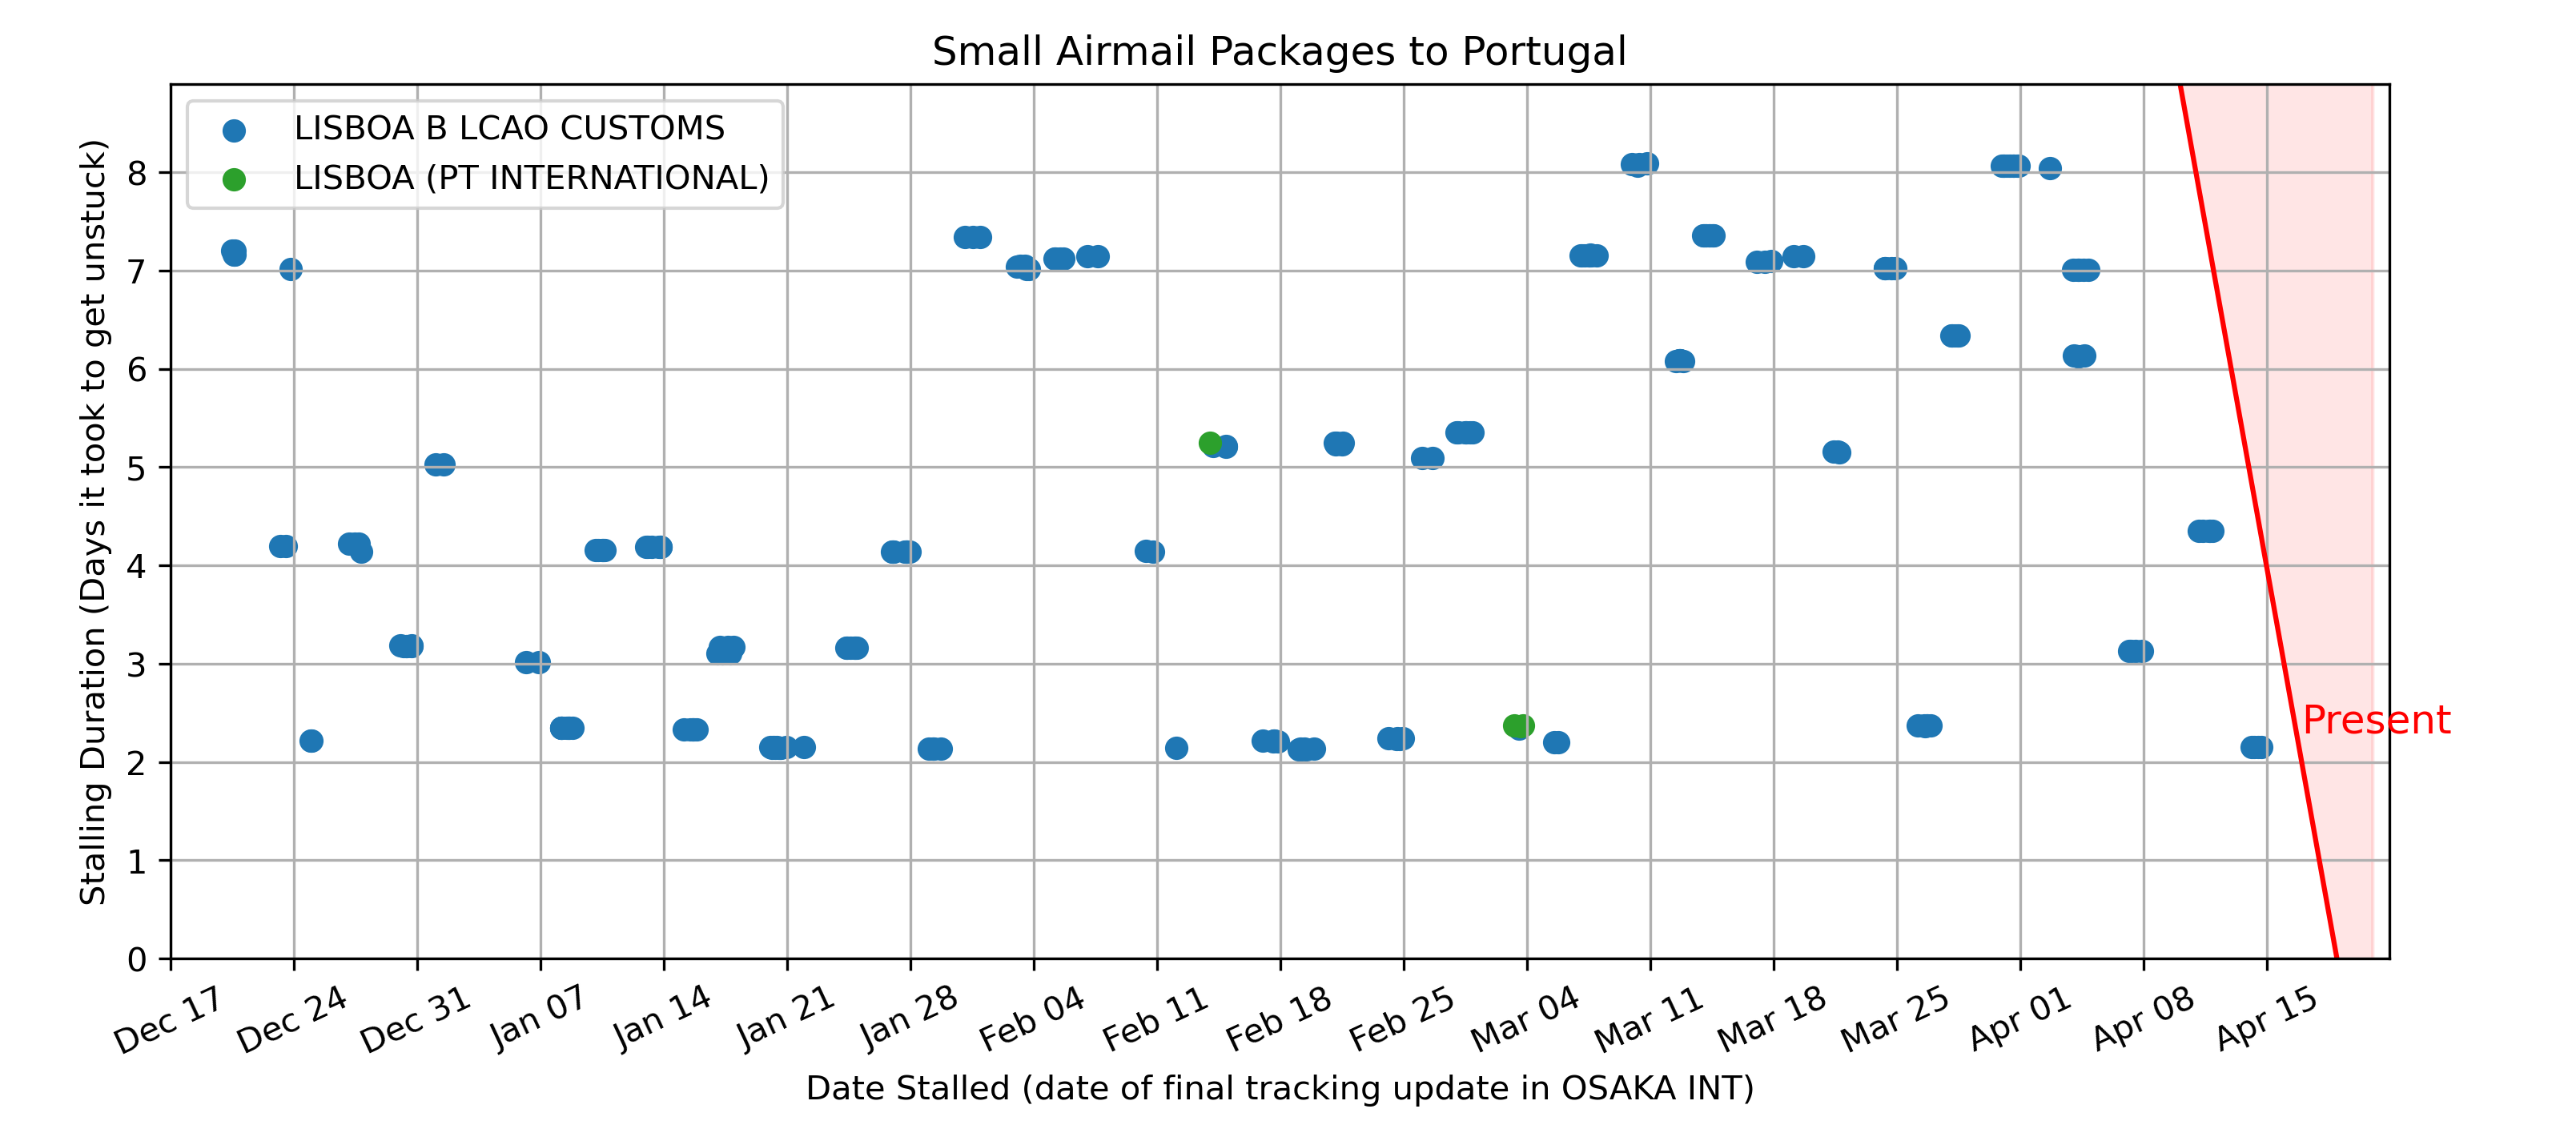 Small Airmail Packages to Portugal
LISBOA B LCAO CUSTOMS
LISBOA (PT INTERNATIONAL)
Stalling Duration (Days it took to get unstuck)
8
7
6
5
4
3
2
1
0
Present
Dec 17
Dec 24
Dec 31
Jan 07
Jan 14
Jan 21
Jan 28
Feb 04
Feb 11
Feb 18
Feb 25
Mar 04
Mar 11
Mar 18
Mar 25
Apr 01
Apr 08
Apr 15
Date Stalled (date of final tracking update in OSAKA INT)